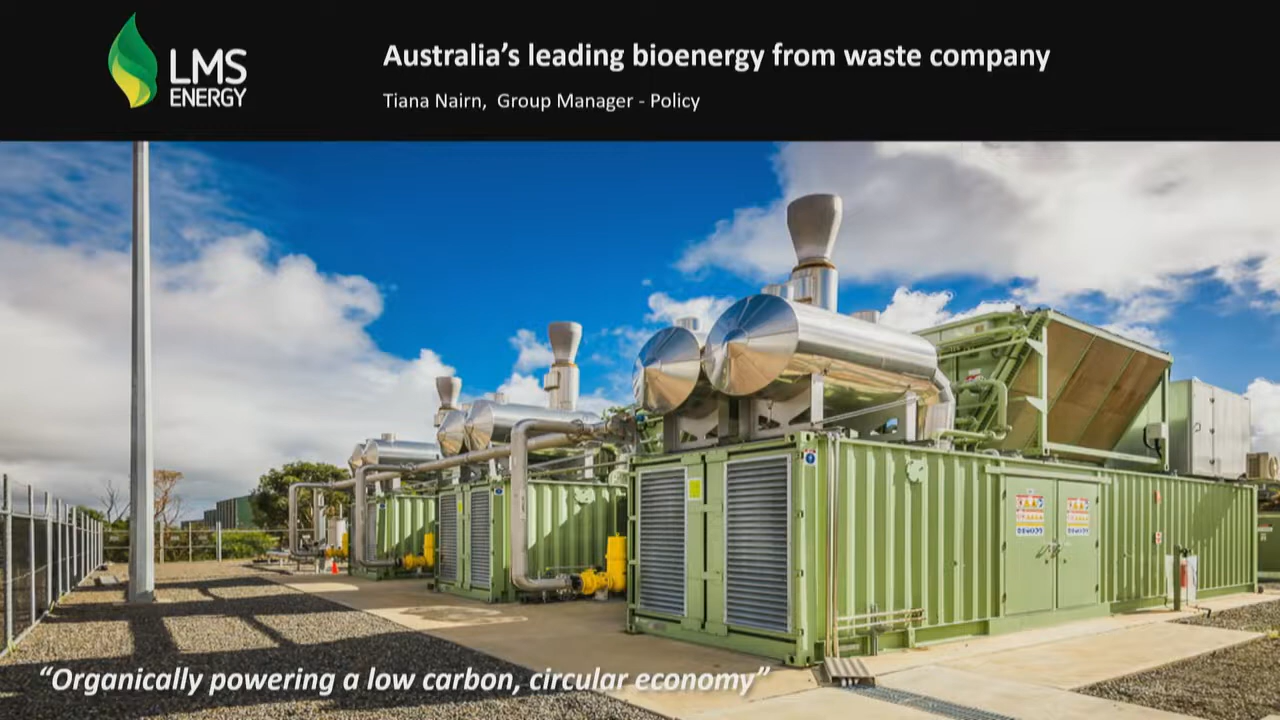 LMS
ENERGY
Australia's leading bioenergy from waste company
Tiana Nairn, Group Manager - Policy
"Organically powering a low carbon, circular economy"